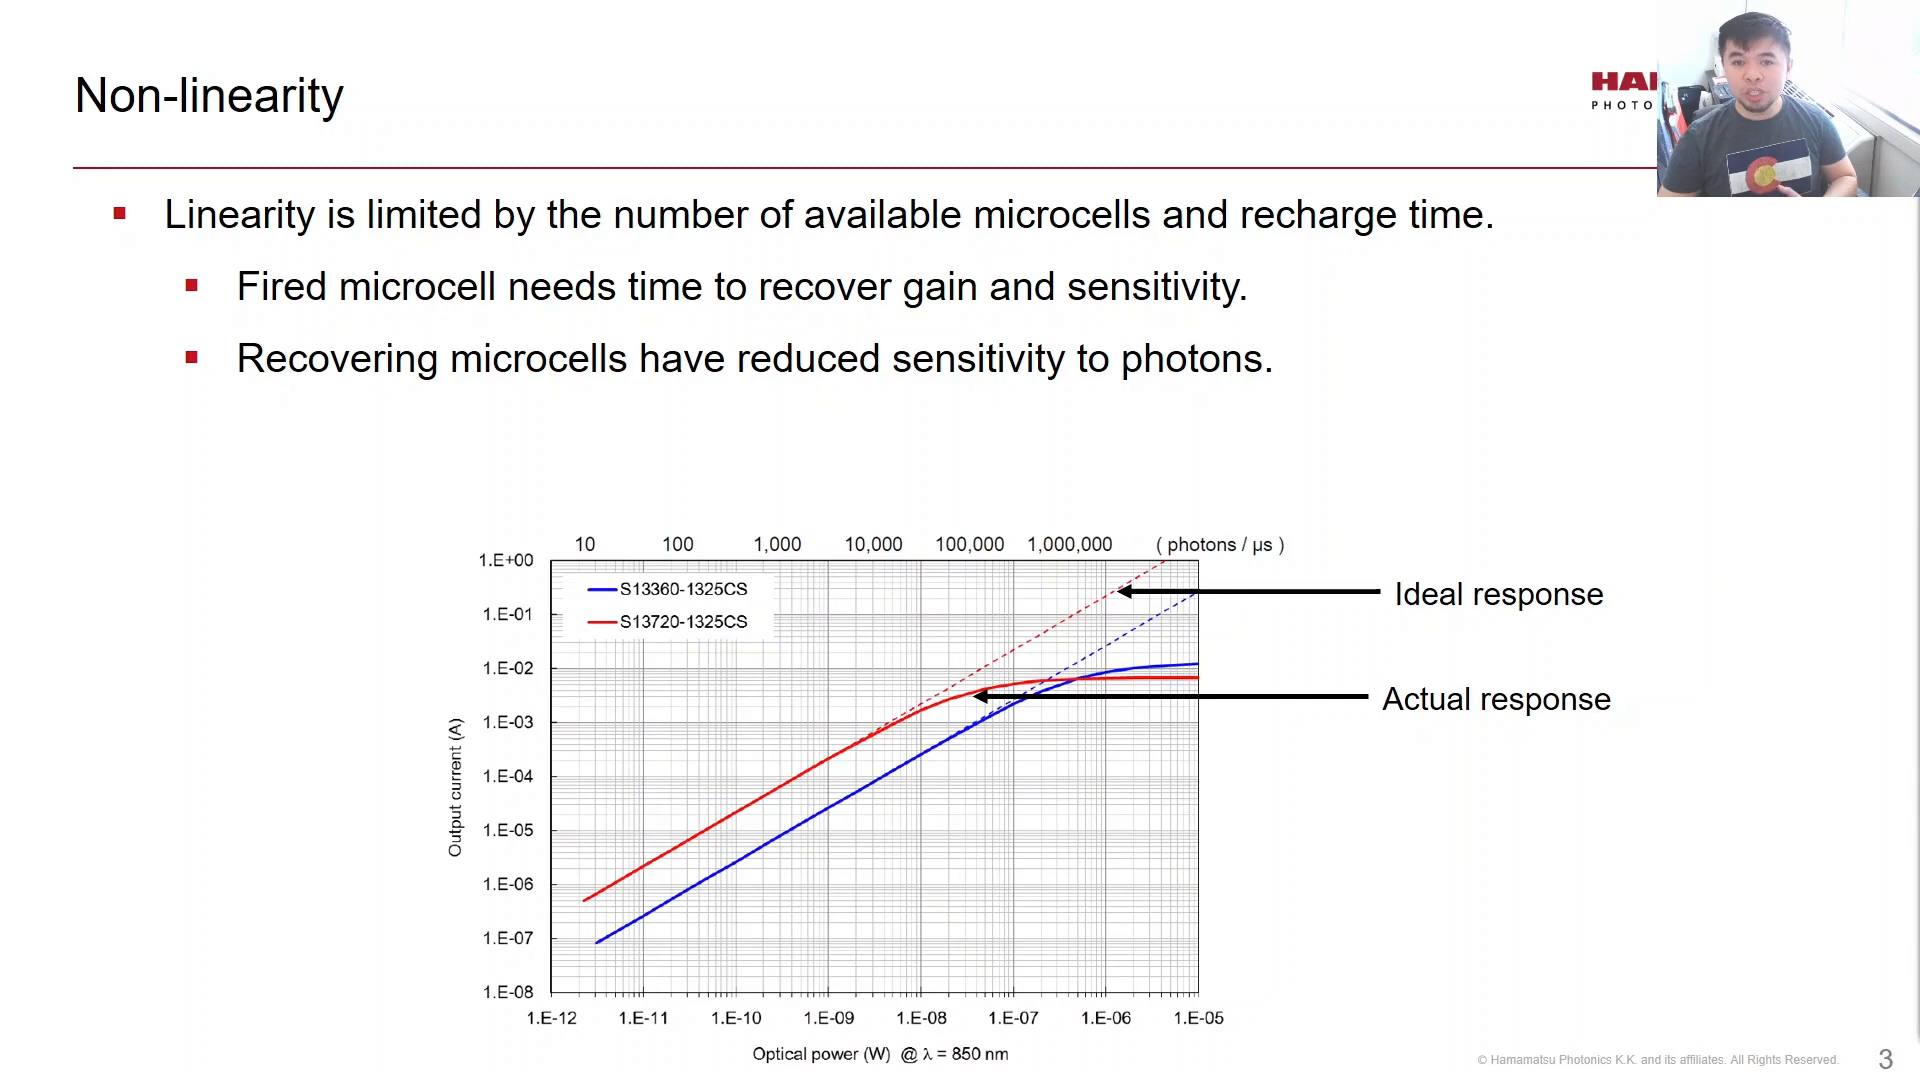 Non-linearity
HA
PHOTO
Linearity is limited by the number of available microcells and recharge time.
Fired microcell needs time to recover gain and sensitivity.
Recovering microcells have reduced sensitivity to photons.
10 100 1,000 10,000 100,000 1,000,000 ( photons / µs )
1.E+00
S13360-1325CS
Ideal response
1.E-01
S13720-1325CS
1.E-02
Actual response
1.E-03
1.E-04
1.E-05
1.E-06
1.E-07
1.E-08
Output current (A)
1.E-12 1.E-11 1.E-10 1.E-09 1.E-08 1.E-07 1.E-06 1.E-05
Optical power (W) @ λ = 850 nm
© Hamamatsu Photonics K.K. and its affiliates. All Rights Reserved.
3